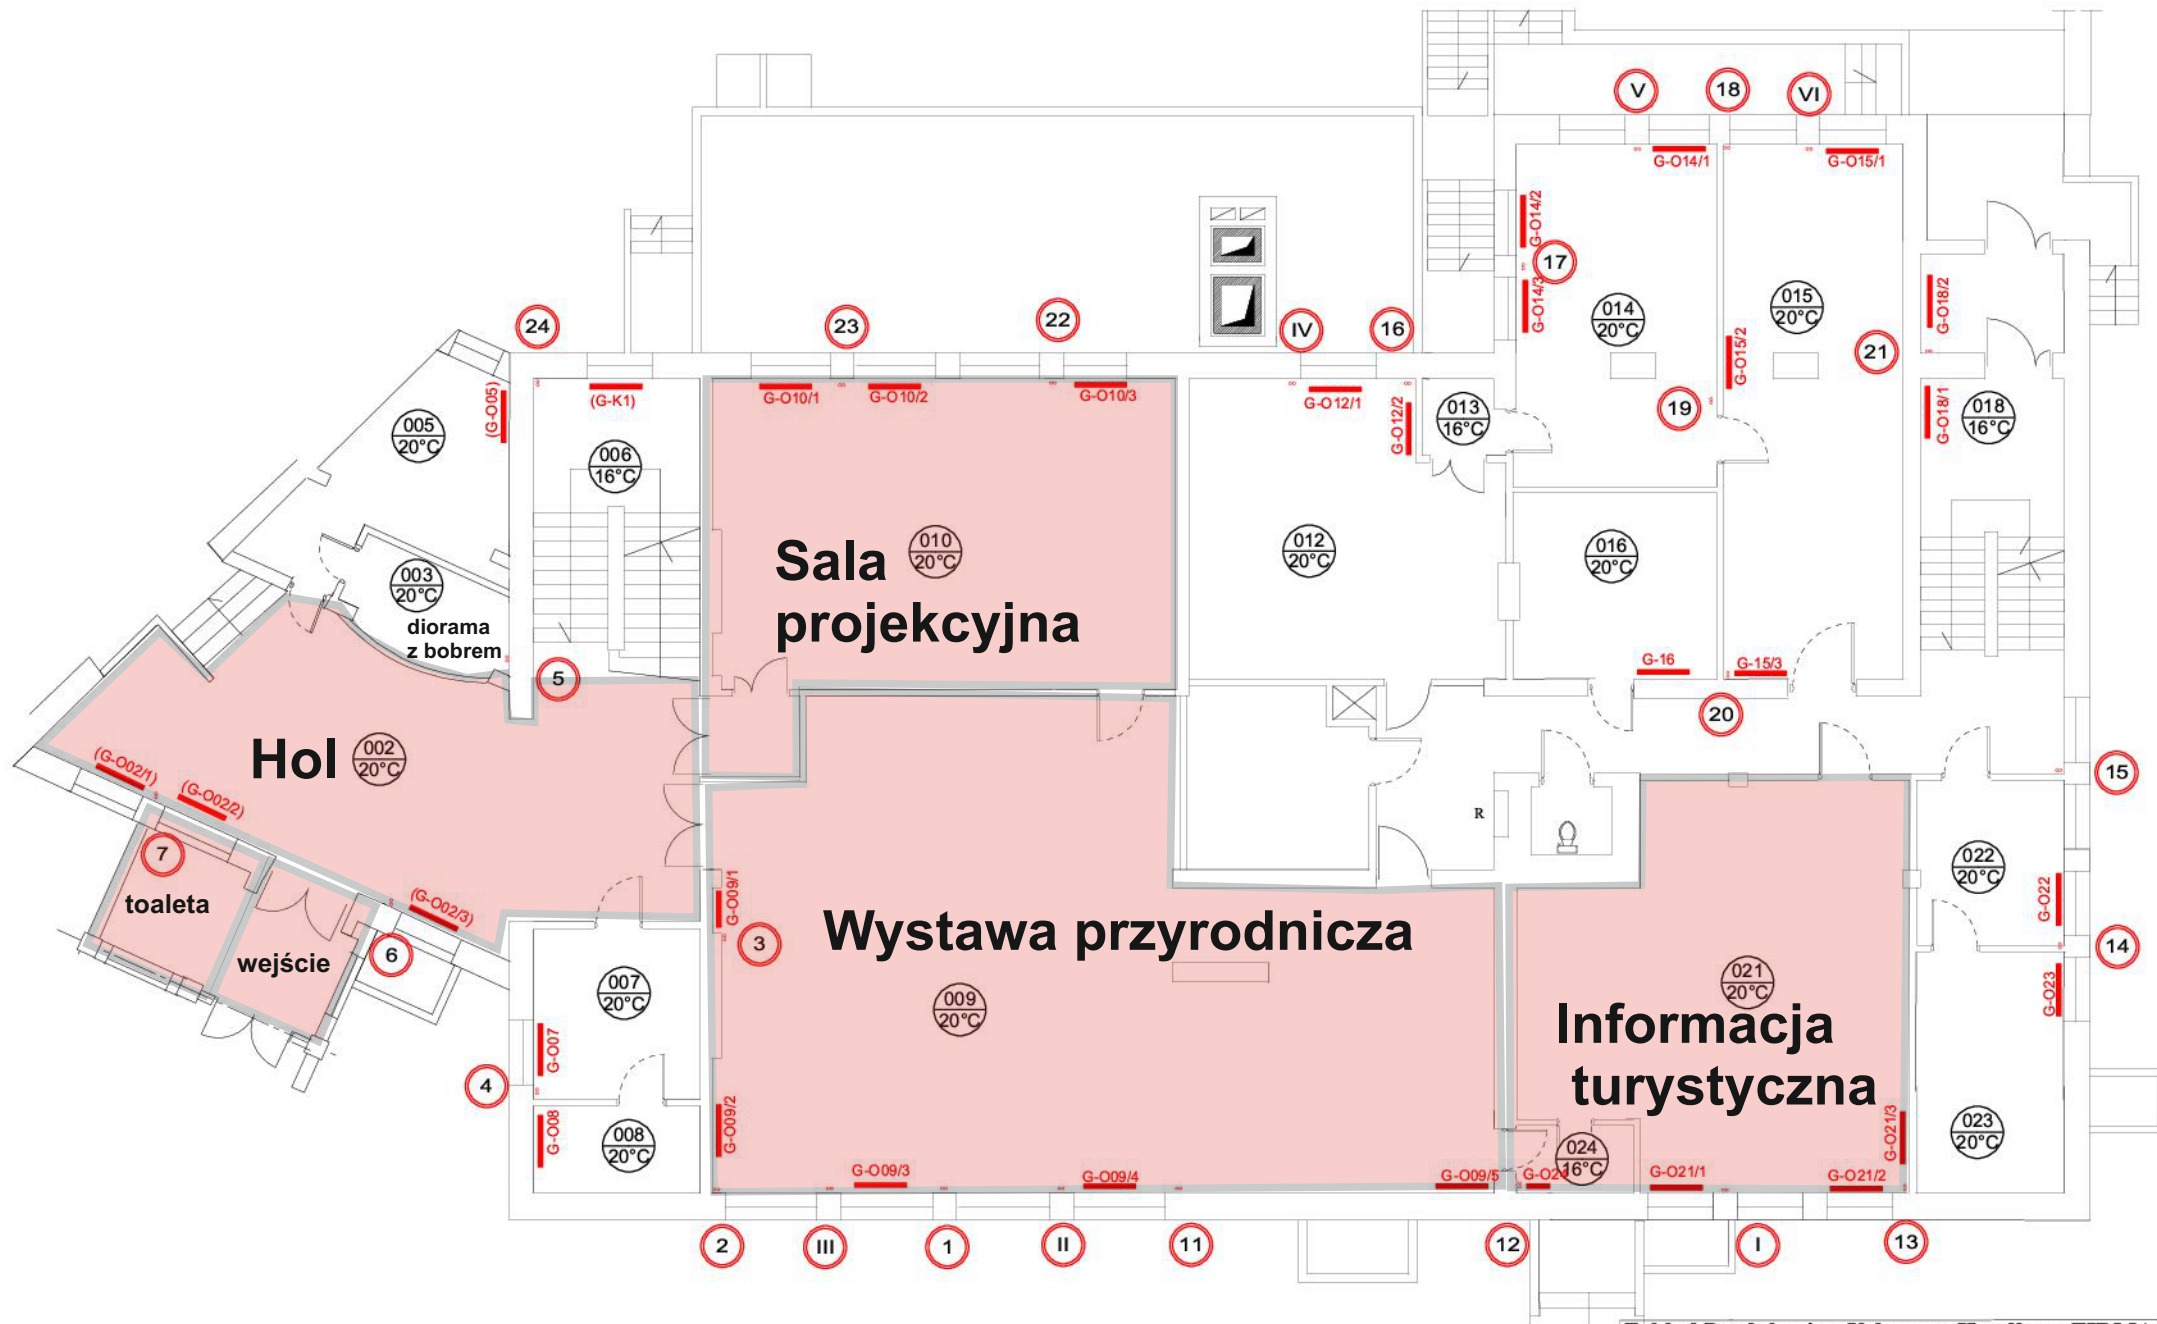 V
18
VI
G-O14/1
G-O15/1
G-O14/2
17
G-O14/3
014
20°C
015
20°C
G-O18/2
24
23
22
IV
16
G-O15/2
21
(G-K1)
G-O10/1
G-O10/2
G-O10/3
G-O12/1
G-O12/2
013
16°C
19
G-O18/1
018
16°C
(G-O05)
005
20°C
006
16°C
Sala
projekcyjna
010
20°C
012
20°C
016
20°C
003
20°C
diorama
z bobrem
5
G-16
G-15/3
20
Hol
002
20°C
(G-O02/1)
(G-O02/2)
(G-O02/3)
15
R
7
toaleta
wejście
6
G-O09/1
3
Wystawa przyrodnicza
009
20°C
022
20°C
G-O22
14
021
20°C
Informacja
turystyczna
G-O23
007
20°C
G-O07
4
G-O08
008
20°C
G-O09/2
G-O09/3
G-O09/4
G-O09/5
G-O24
024
16°C
G-O21/1
G-O21/2
G-O21/3
023
20°C
2
III
1
II
11
12
I
13